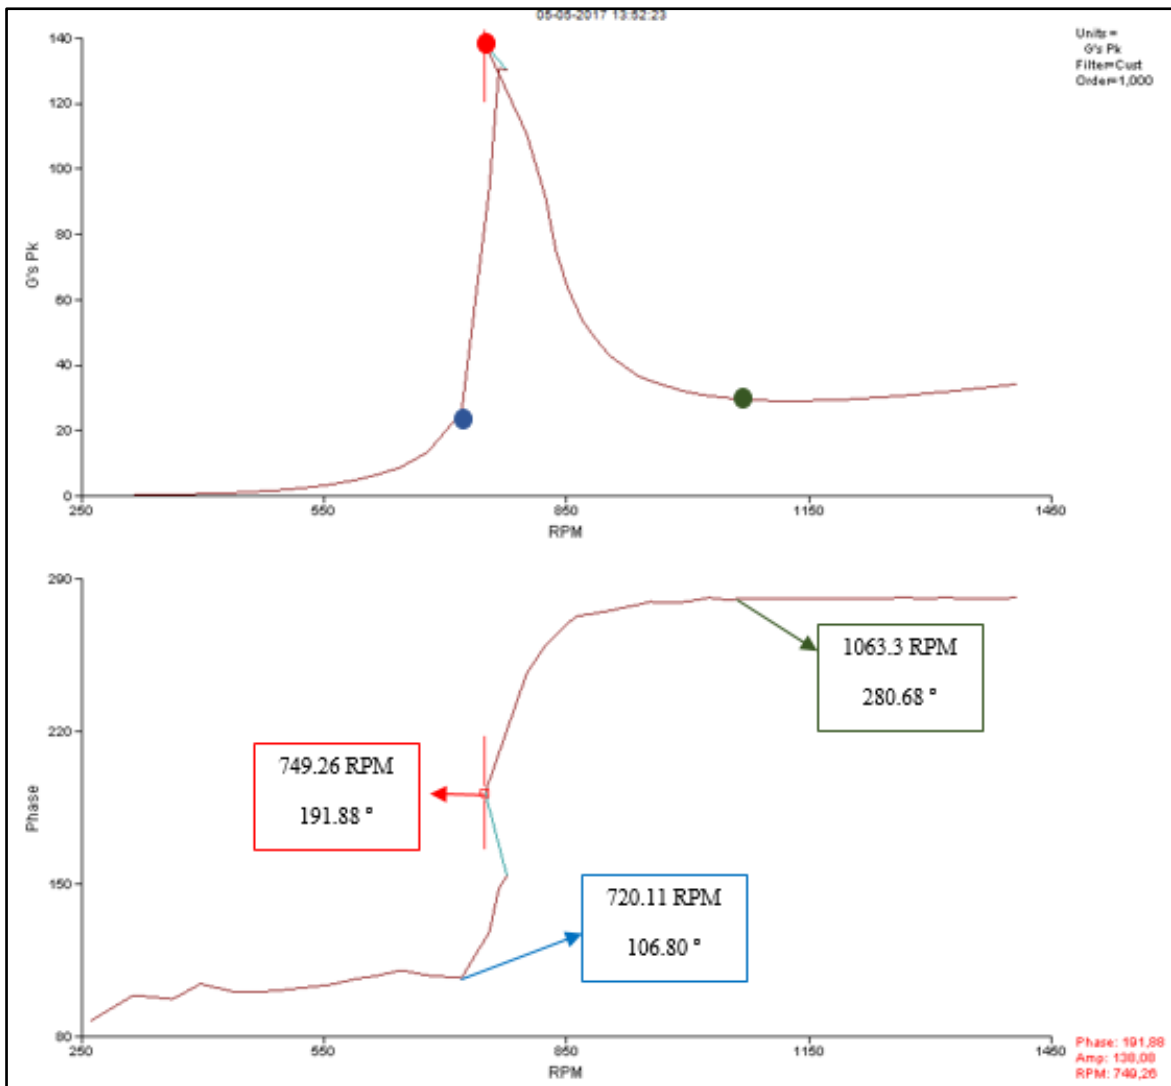 05-05-2017 13:52:23
Units =
G's Pk
Filter=Cust
Order=1,000
140
120
100
80
60
40
20
0
G's Pk
250
550
850
1150
1450
RPM
290
220
150
80
Phase
1063.3 RPM
280.68 °
749.26 RPM
191.88 °
720.11 RPM
106.80 °
250
550
850
1150
1450
RPM
Phase: 191,88
Amp: 138,08
RPM: 749,26